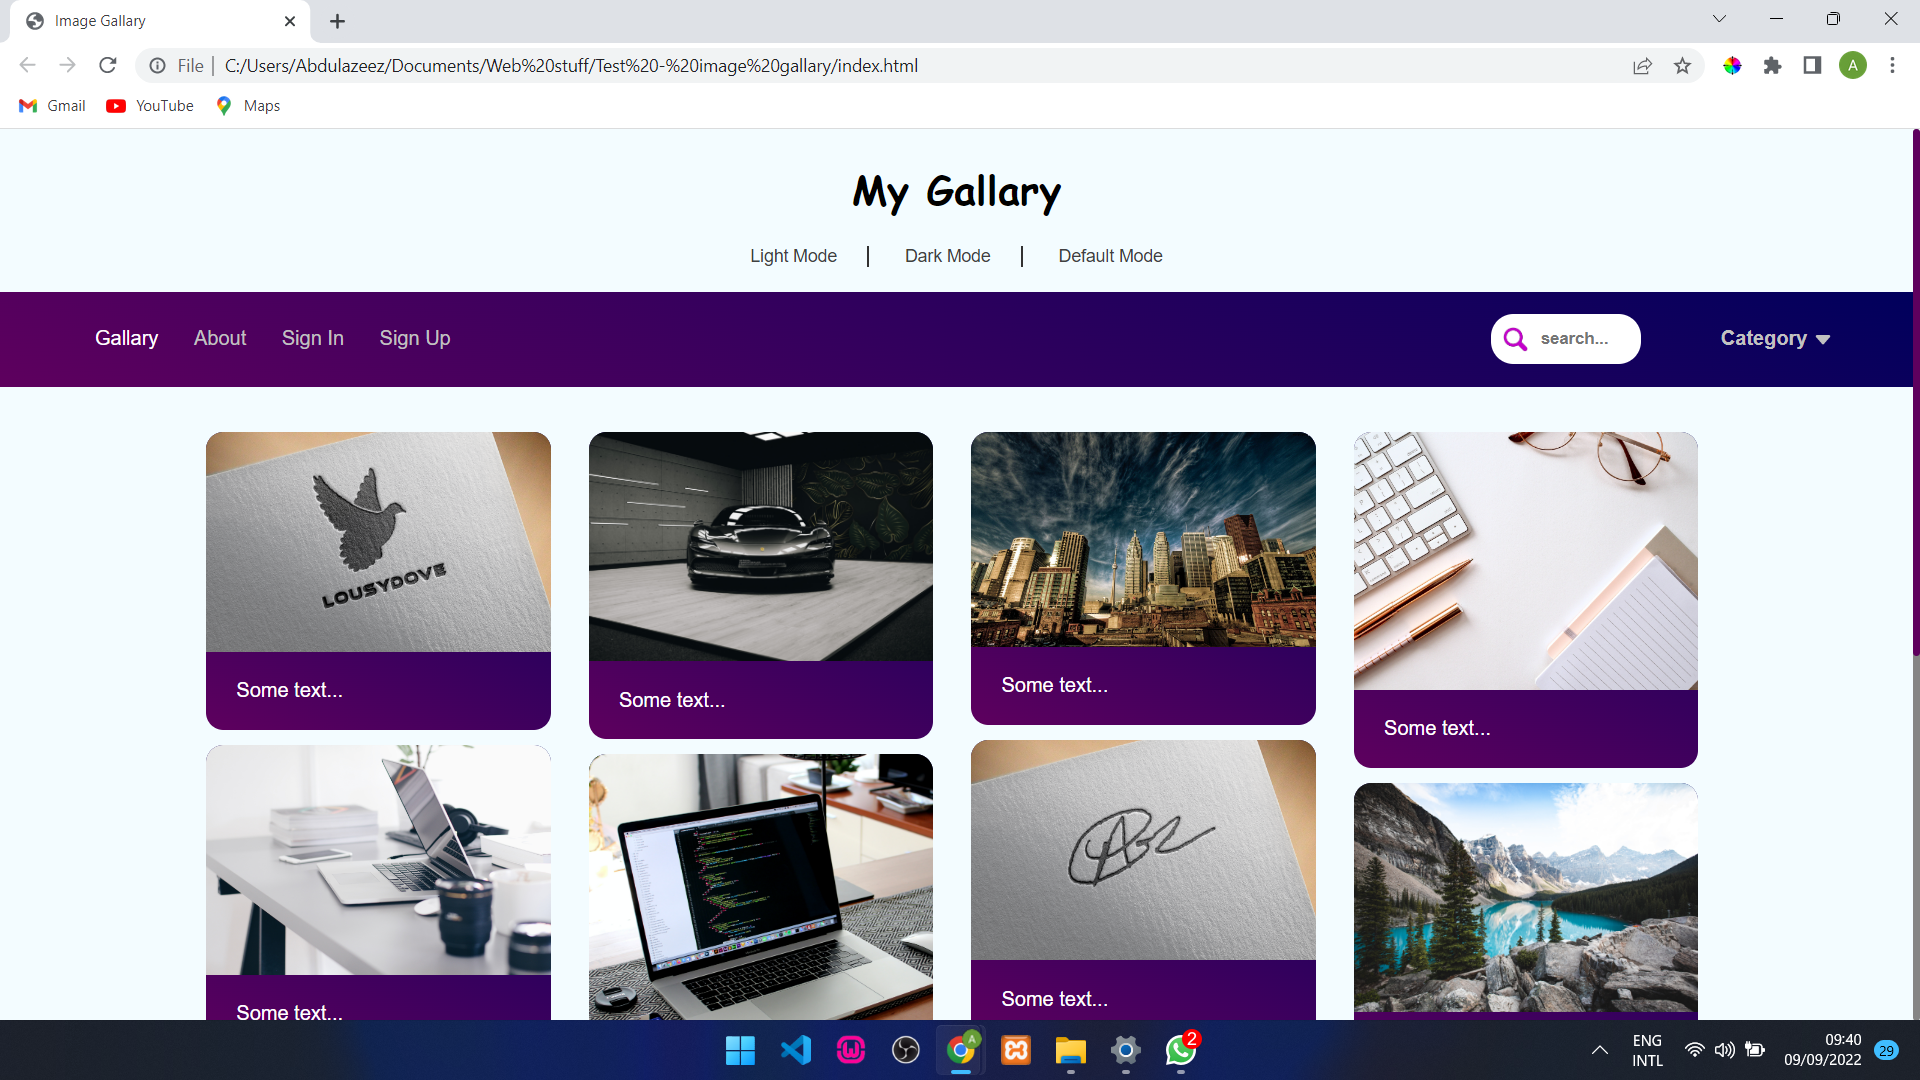 Image Gallary
File | C:/Users/Abdulazeez/Documents/Web%20stuff/Test%20-%20image%20gallary/index.html
A
Gmail YouTube Maps
My Gallary
Light Mode | Dark Mode | Default Mode
Gallary About Sign In Sign Up search... Category
LOUSYDOVE
Some text...
Some text...
Some text...
Some text...
Some text...
Some text...
A
2
ENG
INTL
09:40
09/09/2022
29